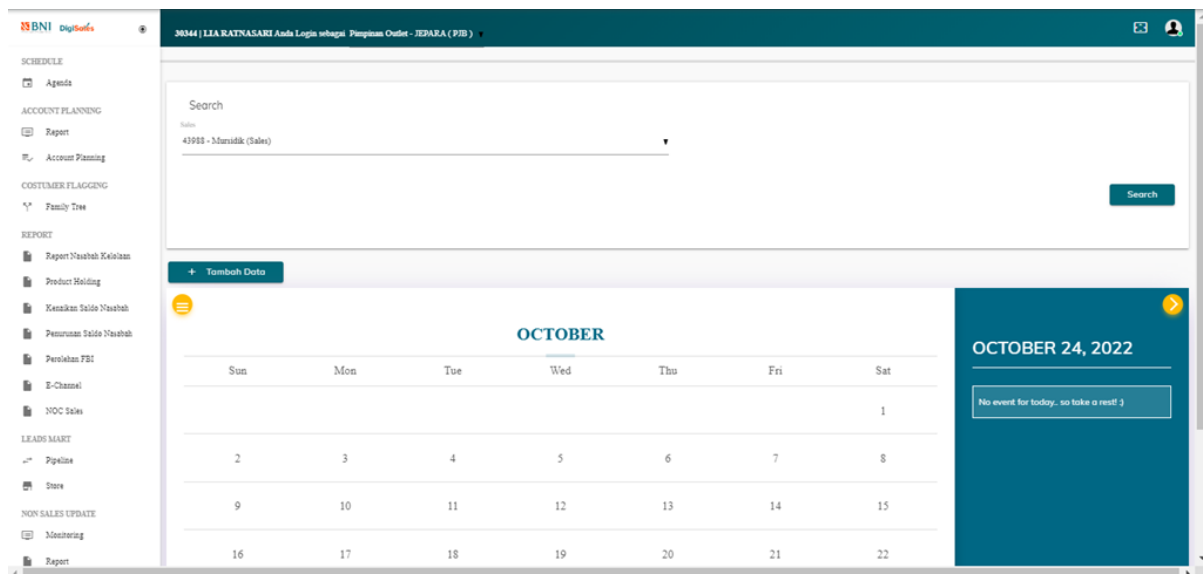 BNI DigiSales
30344 | LIA RATNASARI Anda Login sebagai Pimpinan Outlet - JEPARA ( PJB )
SCHEDULE
Agenda
ACCOUNT PLANNING
Report
Account Planning
COSTUMER FLAGGING
Family Tree
REPORT
Report Nasabah Kelolaan
Product Holding
Kenaikan Saldo Nasabah
Penurunan Saldo Nasabah
Perolehan FBI
E-Channel
NOC Sales
LEADS MART
Pipeline
Store
NON SALES UPDATE
Monitoring
Report
Search
Sales
43988 - Mursidik (Sales)
Search
+ Tambah Data
OCTOBER
Sun Mon Tue Wed Thu Fri Sat
1
2 3 4 5 6 7 8
9 10 11 12 13 14 15
16 17 18 19 20 21 22
OCTOBER 24, 2022
No event for today.. so take a rest! :)